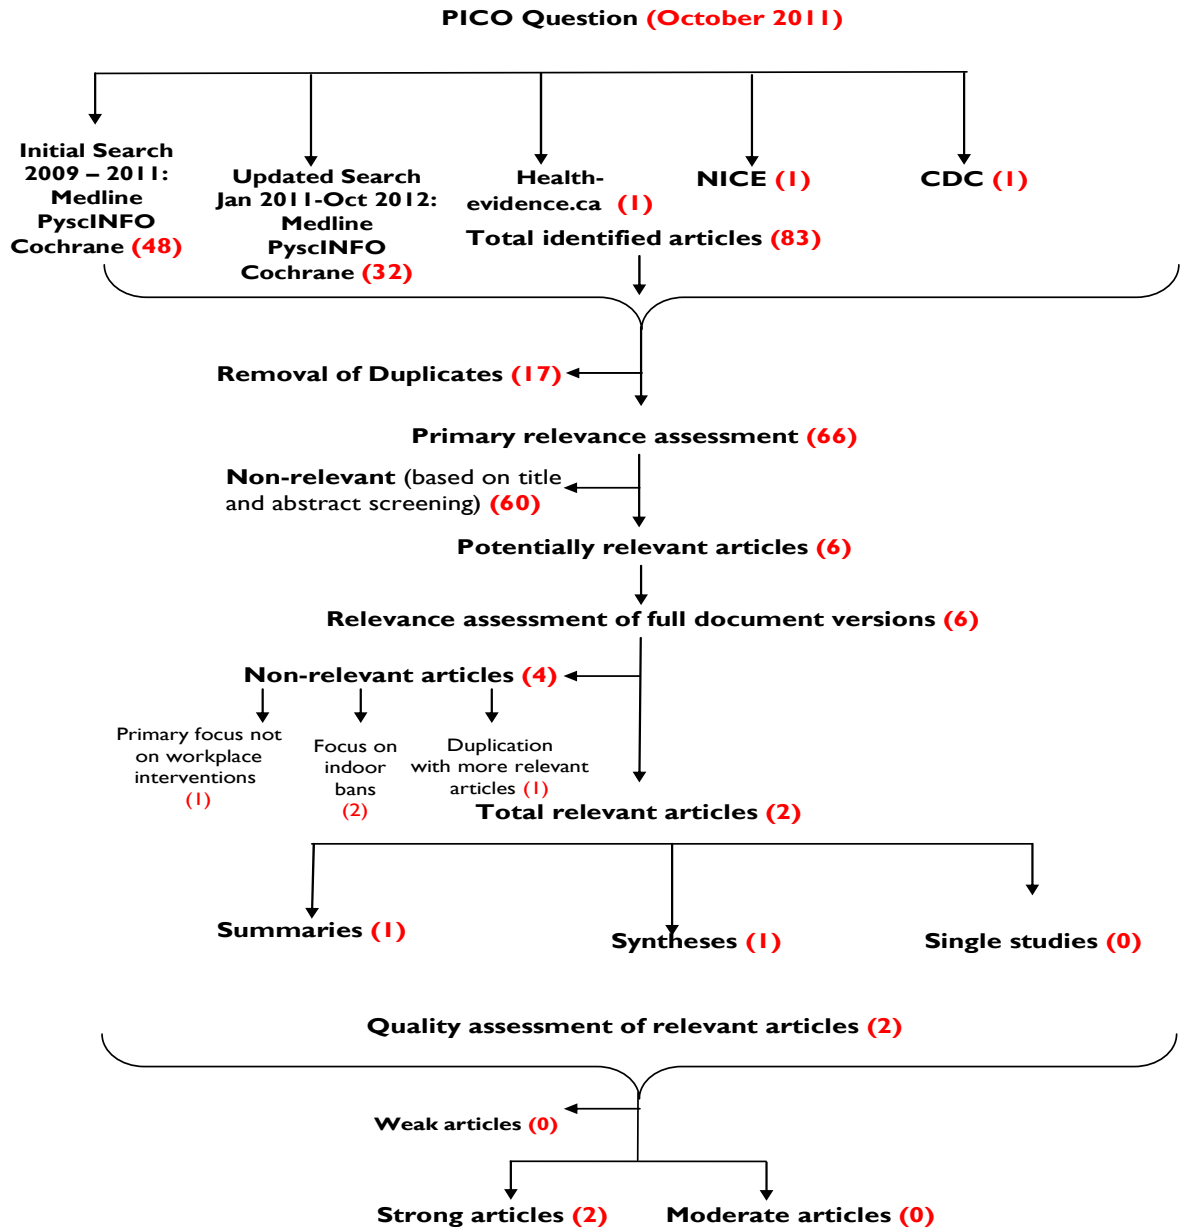 PICO Question (October 2011)
Initial Search
2009 – 2011:
Medline
PyscINFO
Cochrane (48)
Updated Search
Jan 2011-Oct 2012:
Medline
PyscINFO
Cochrane (32)
Health-
evidence.ca (1)
NICE (1)
CDC (1)
Total identified articles (83)
Removal of Duplicates (17)
Primary relevance assessment (66)
Non-relevant (based on title
and abstract screening) (60)
Potentially relevant articles (6)
Relevance assessment of full document versions (6)
Non-relevant articles (4)
Primary focus not
on workplace
interventions
(1)
Focus on
indoor
bans
(2)
Duplication
with more relevant
articles (1)
Total relevant articles (2)
Summaries (1)
Syntheses (1)
Single studies (0)
Quality assessment of relevant articles (2)
Weak articles (0)
Strong articles (2)
Moderate articles (0)